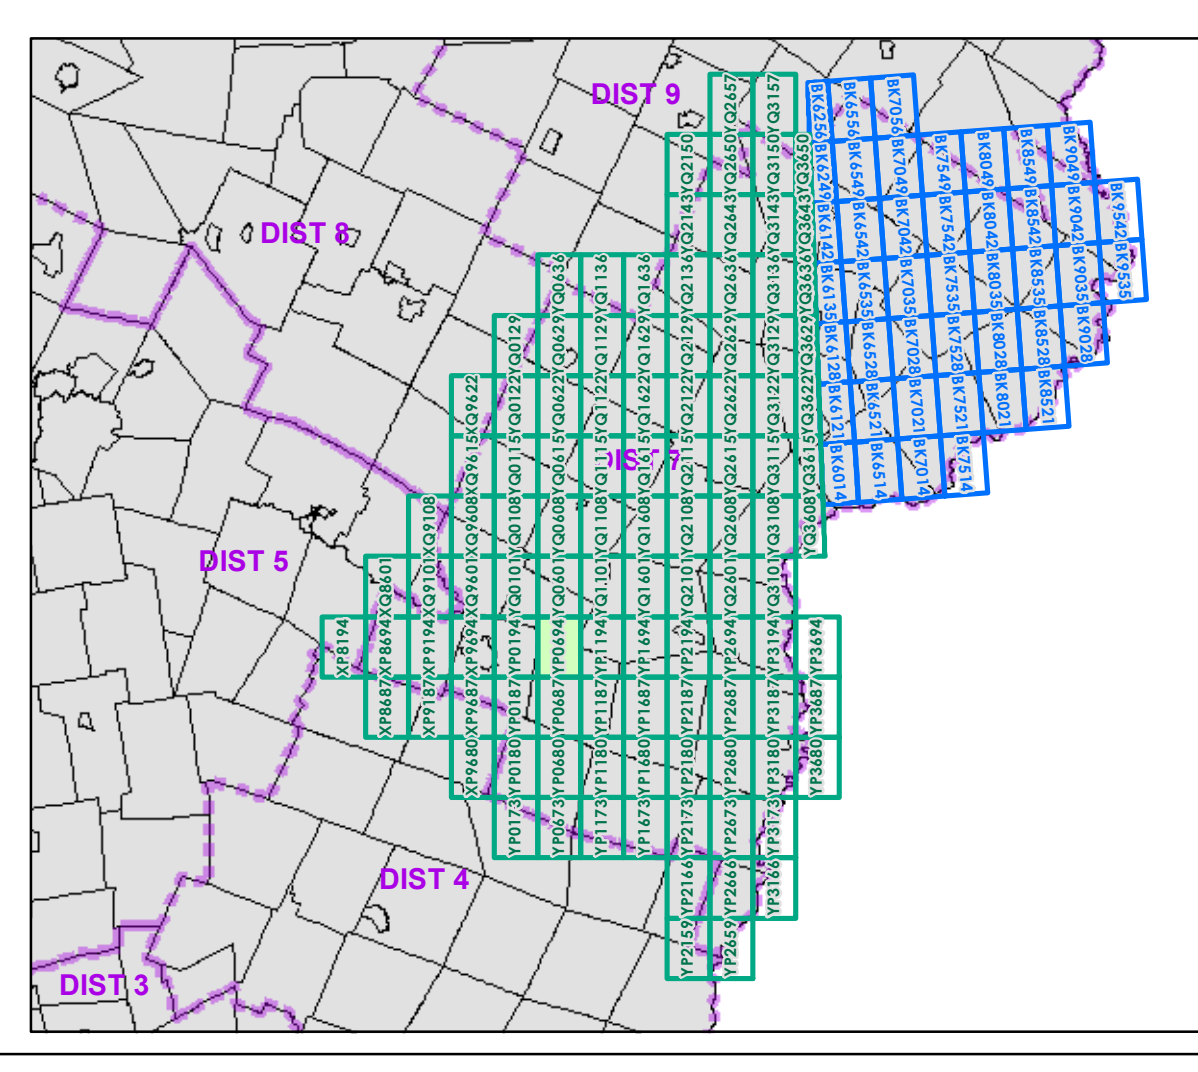 DIST 9
DIST 8
DIST 7
DIST 5
DIST 4
DIST 3
YQ2657 YQ3157
YQ2150 YQ2650 YQ3150 YQ3650
YQ2143 YQ2643 YQ3143 YQ3643
YQ0636 YQ1136 YQ1636 YQ2136 YQ2636 YQ3136 YQ3636
YQ0129 YQ0629 YQ1129 YQ1629 YQ2129 YQ2629 YQ3129 YQ3629
XQ9622 YQ0122 YQ0622 YQ1122 YQ1622 YQ2122 YQ2622 YQ3122 YQ3622
XQ9615 YQ0115 YQ0615 YQ1115 YQ1615 YQ2115 YQ2615 YQ3115 YQ3615
XQ9108 XQ9608 YQ0108 YQ0608 YQ1108 YQ1608 YQ2108 YQ2608 YQ3108 YQ3608
XQ8601 XQ9101 XQ9601 YQ0101 YQ0601 YQ1101 YQ1601 YQ2101 YQ2601 YQ3101
XP8194 XP8694 XP9194 XP9694 YP0194 YP0694 YP1194 YP1694 YP2194 YP2694 YP3194 YP3694
XP8687 XP9187 XP9687 YP0187 YP0687 YP1187 YP1687 YP2187 YP2687 YP3187 YP3687
XP9680 YP0180 YP0680 YP1180 YP1680 YP2180 YP2680 YP3180 YP3680
YP0173 YP0673 YP1173 YP1673 YP2173 YP2673 YP3173
YP2166 YP2666 YP3166
YP2159 YP2659
BK6256 BK6556 BK7056
BK6249 BK6549 BK7049 BK7549 BK8049 BK8549 BK9049
BK6142 BK6542 BK7042 BK7542 BK8042 BK8542 BK9042 BK9542
BK6135 BK6535 BK7035 BK7535 BK8035 BK8535 BK9035 BK9535
BK6128 BK6528 BK7028 BK7528 BK8028 BK8528 BK9028
BK6121 BK6521 BK7021 BK7521 BK8021 BK8521
BK6014 BK6514 BK7014 BK7514